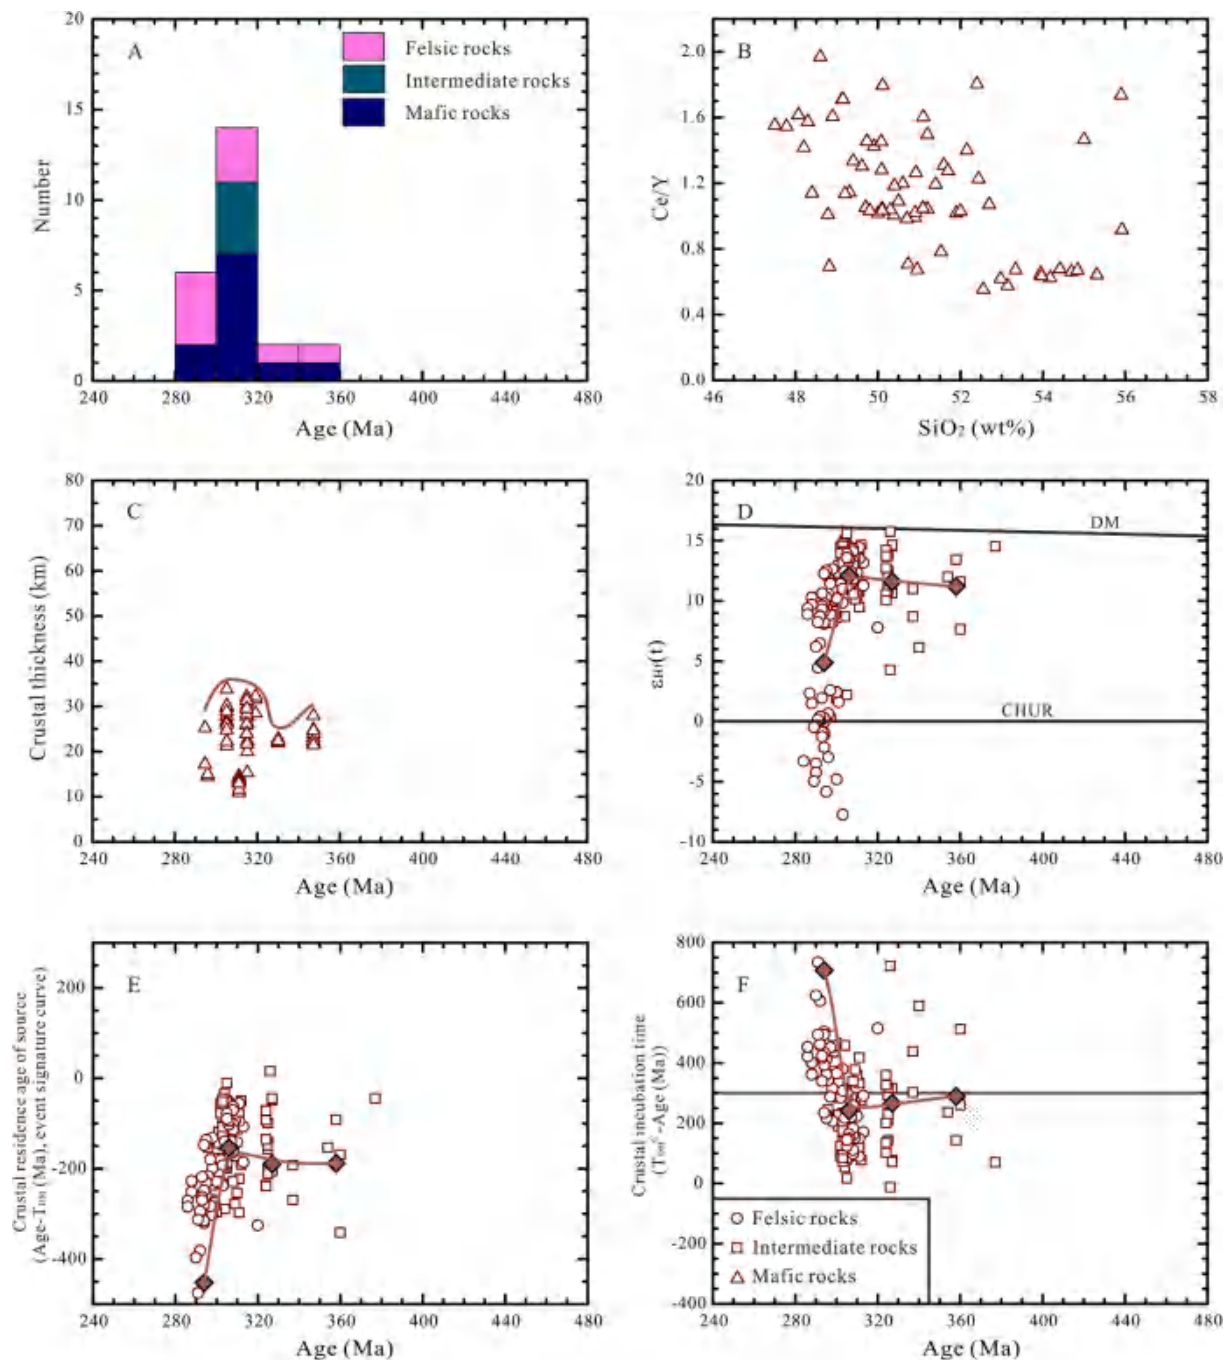 20
15
10
5
0
Number
A
Felsic rocks
Intermediate rocks
Mafic rocks
240 280 320 360 400 440 480
Age (Ma)
2.0
1.6
1.2
0.8
0.4
0.0
Ce/Y
B
46 48 50 52 54 56 58
SiO₂ (wt%)
80
70
60
50
40
30
20
10
0
Crustal thickness (km)
C
240 280 320 360 400 440 480
Age (Ma)
20
15
10
5
0
-5
-10
εHf(t)
D
DM
CHUR
240 280 320 360 400 440 480
Age (Ma)
200
0
-200
-400
Crustal residence age of source
(Age-TDM (Ma), event signature curve)
E
240 280 320 360 400 440 480
Age (Ma)
800
600
400
200
0
-200
-400
Crustal incubation time
F
Felsic rocks
Intermediate rocks
Mafic rocks
240 280 320 360 400 440 480
Age (Ma)